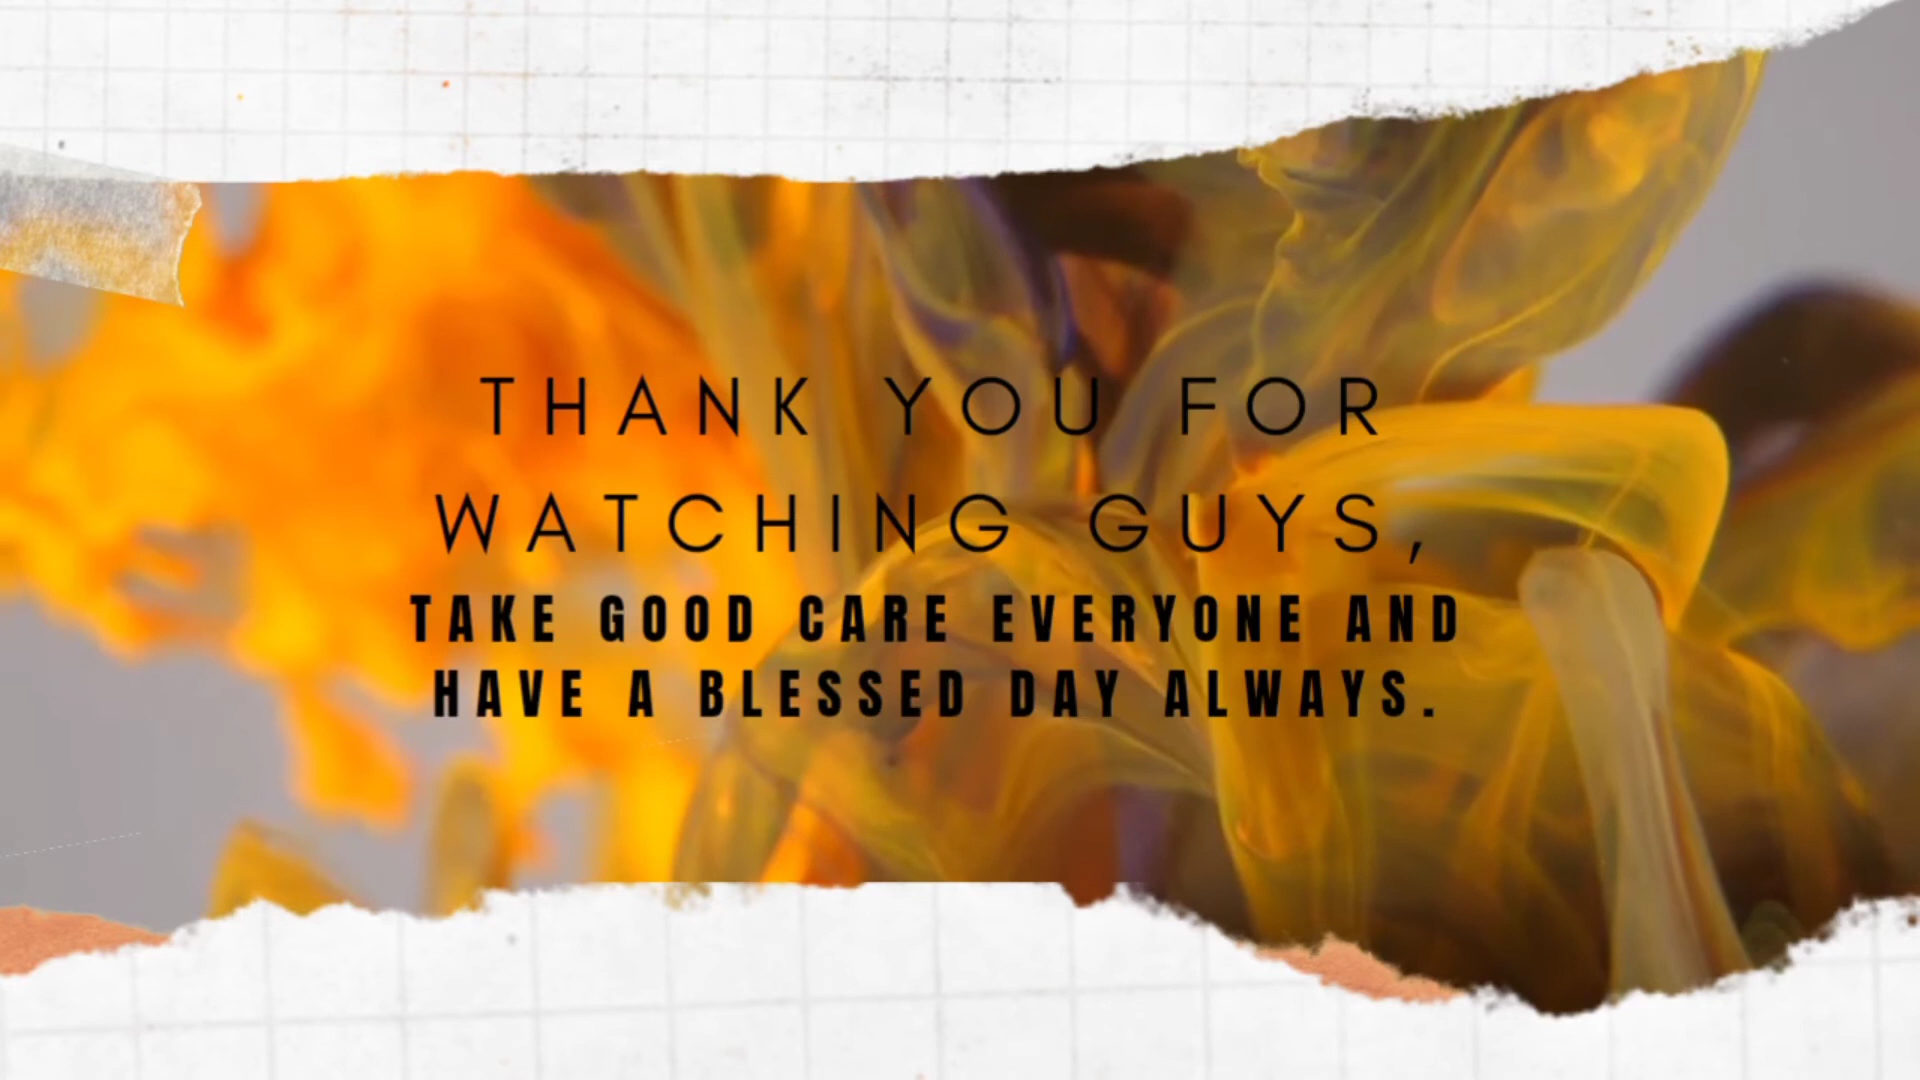 THANK YOU FOR
WATCHING GUYS,
TAKE GOOD CARE EVERYONE AND
HAVE A BLESSED DAY ALWAYS.